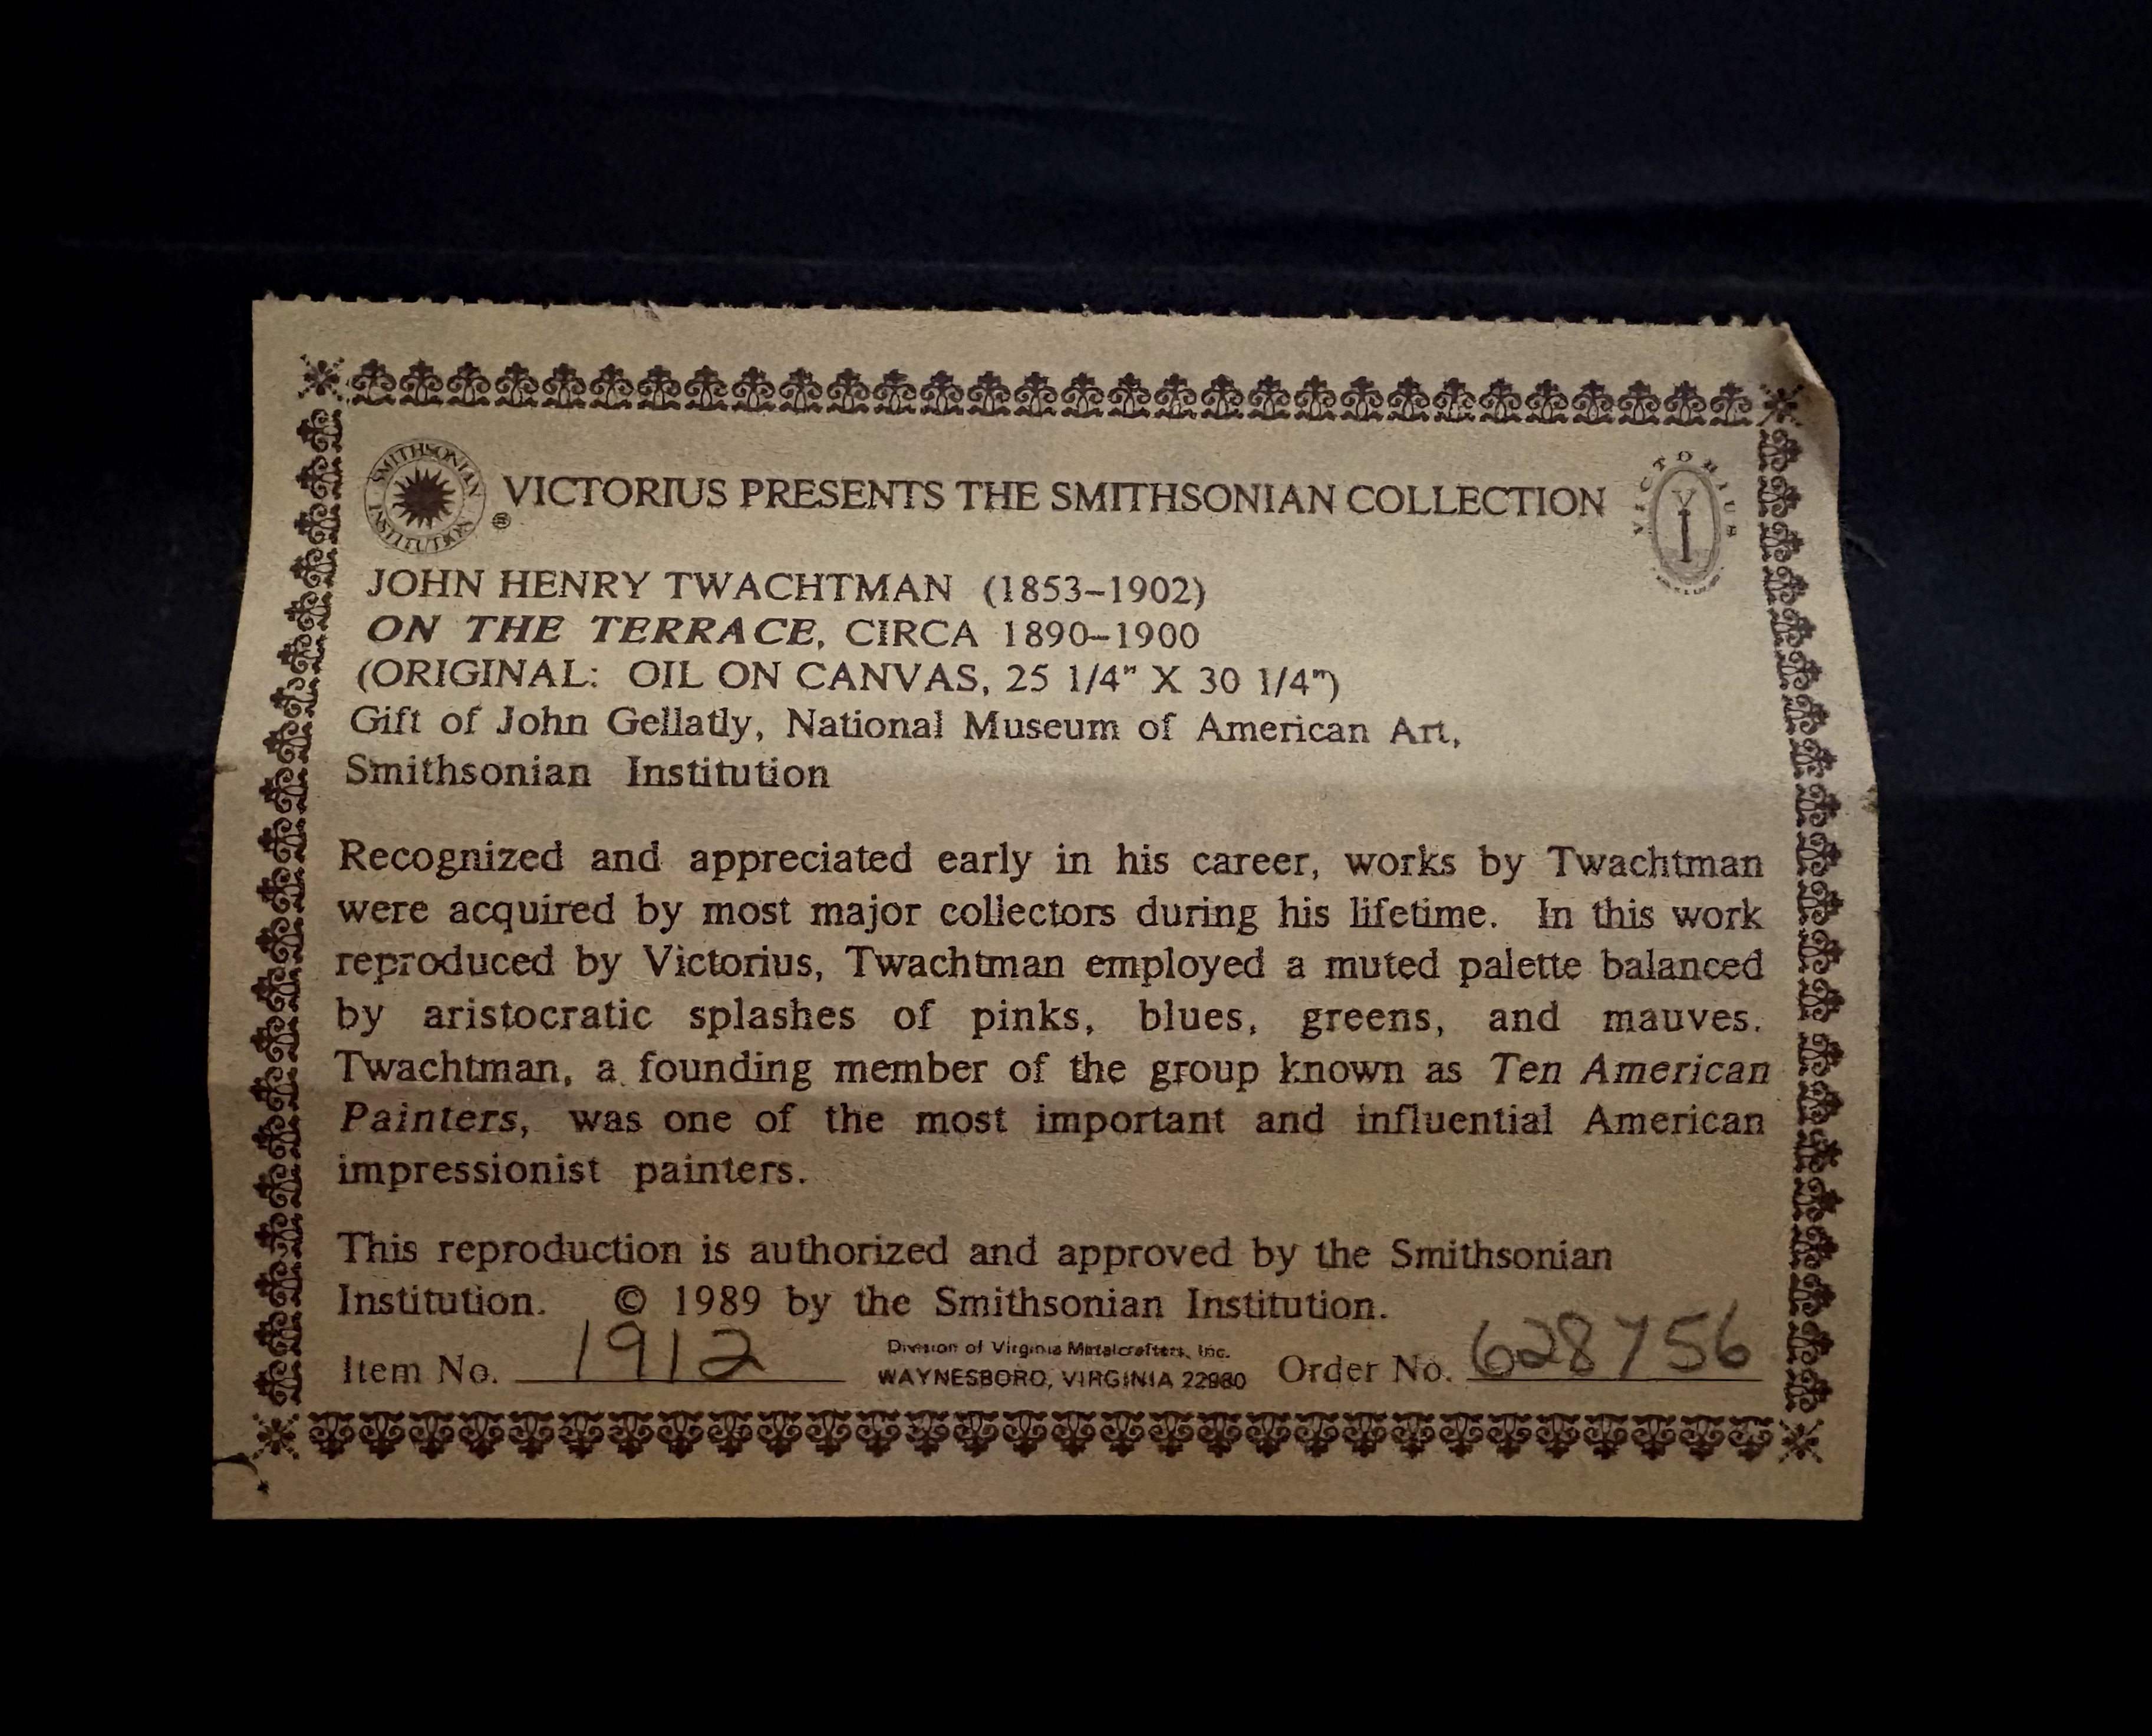 SMITHSONIAN INSTITUTION
® VICTORIUS PRESENTS THE SMITHSONIAN COLLECTION
VICTORIUS
V
JOHN HENRY TWACHTMAN (1853–1902)
ON THE TERRACE, CIRCA 1890–1900
(ORIGINAL: OIL ON CANVAS, 25 1/4" X 30 1/4")
Gift of John Gellatly, National Museum of American Art,
Smithsonian Institution
Recognized and appreciated early in his career, works by Twachtman
were acquired by most major collectors during his lifetime. In this work
reproduced by Victorius, Twachtman employed a muted palette balanced
by aristocratic splashes of pinks, blues, greens, and mauves.
Twachtman, a founding member of the group known as Ten American
Painters, was one of the most important and influential American
impressionist painters.
This reproduction is authorized and approved by the Smithsonian
Institution. © 1989 by the Smithsonian Institution.
Item No. 1912 Division of Virginia Metalcrafters, Inc.
WAYNESBORO, VIRGINIA 22980 Order No. 628756